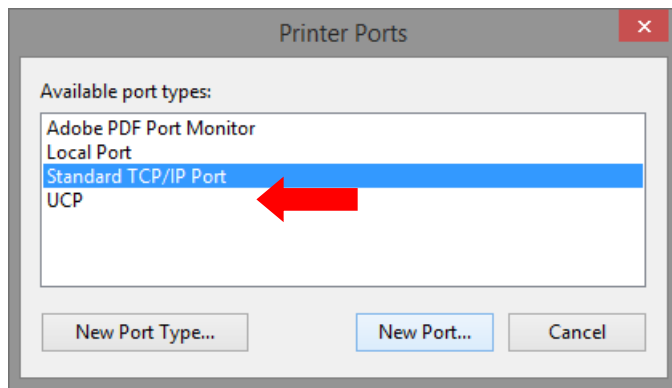 Printer Ports
Available port types:
Adobe PDF Port Monitor
Local Port
Standard TCP/IP Port
UCP
New Port Type... New Port... Cancel